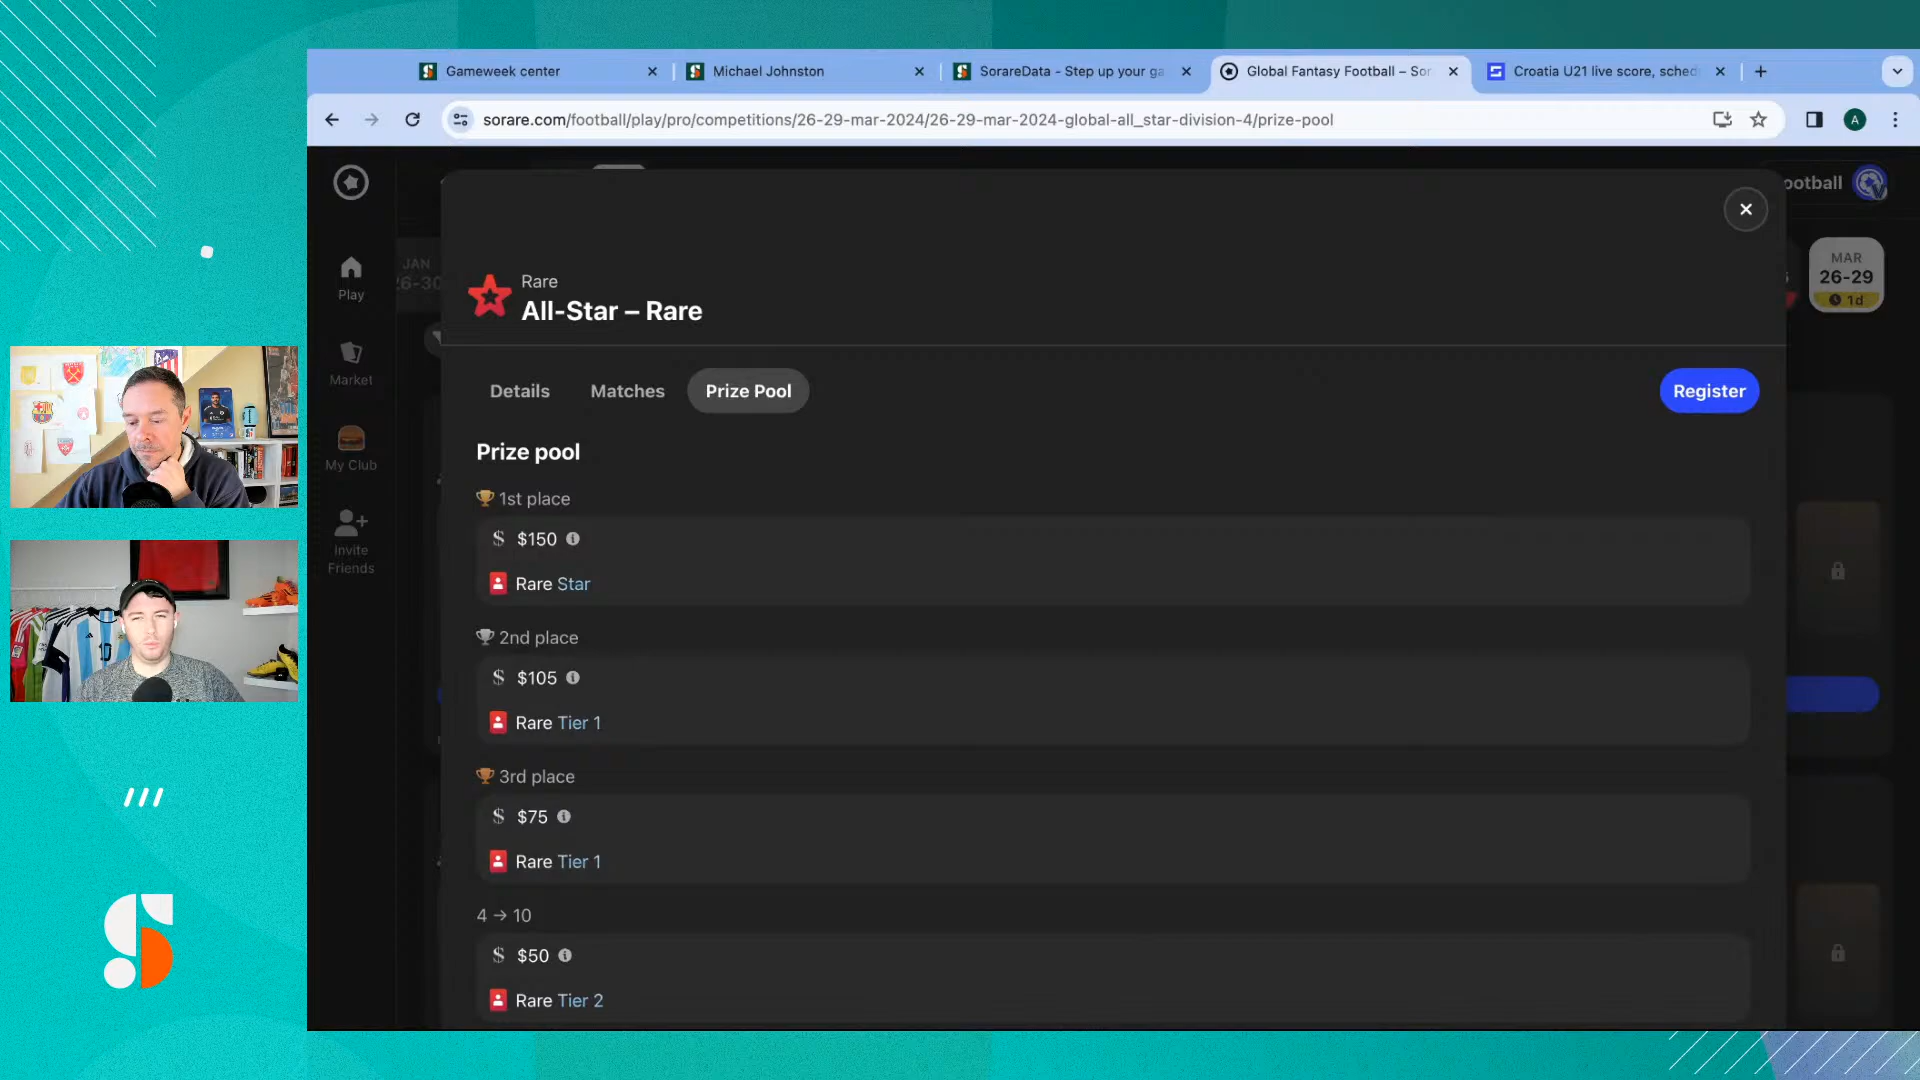 Gameweek center
Michael Johnston
SorareData - Step up your ga
Global Fantasy Football – Sor
Croatia U21 live score, sched
sorare.com/football/play/pro/competitions/26-29-mar-2024/26-29-mar-2024-global-all_star-division-4/prize-pool
A
ootball
JAN
26-30
MAR
26-29
1d
Play
Market
My Club
Invite
Friends
Rare
All-Star – Rare
Details
Matches
Prize Pool
Register
Prize pool
1st place
$ $150
Rare Star
2nd place
$ $105
Rare Tier 1
3rd place
$ $75
Rare Tier 1
4 → 10
$ $50
Rare Tier 2